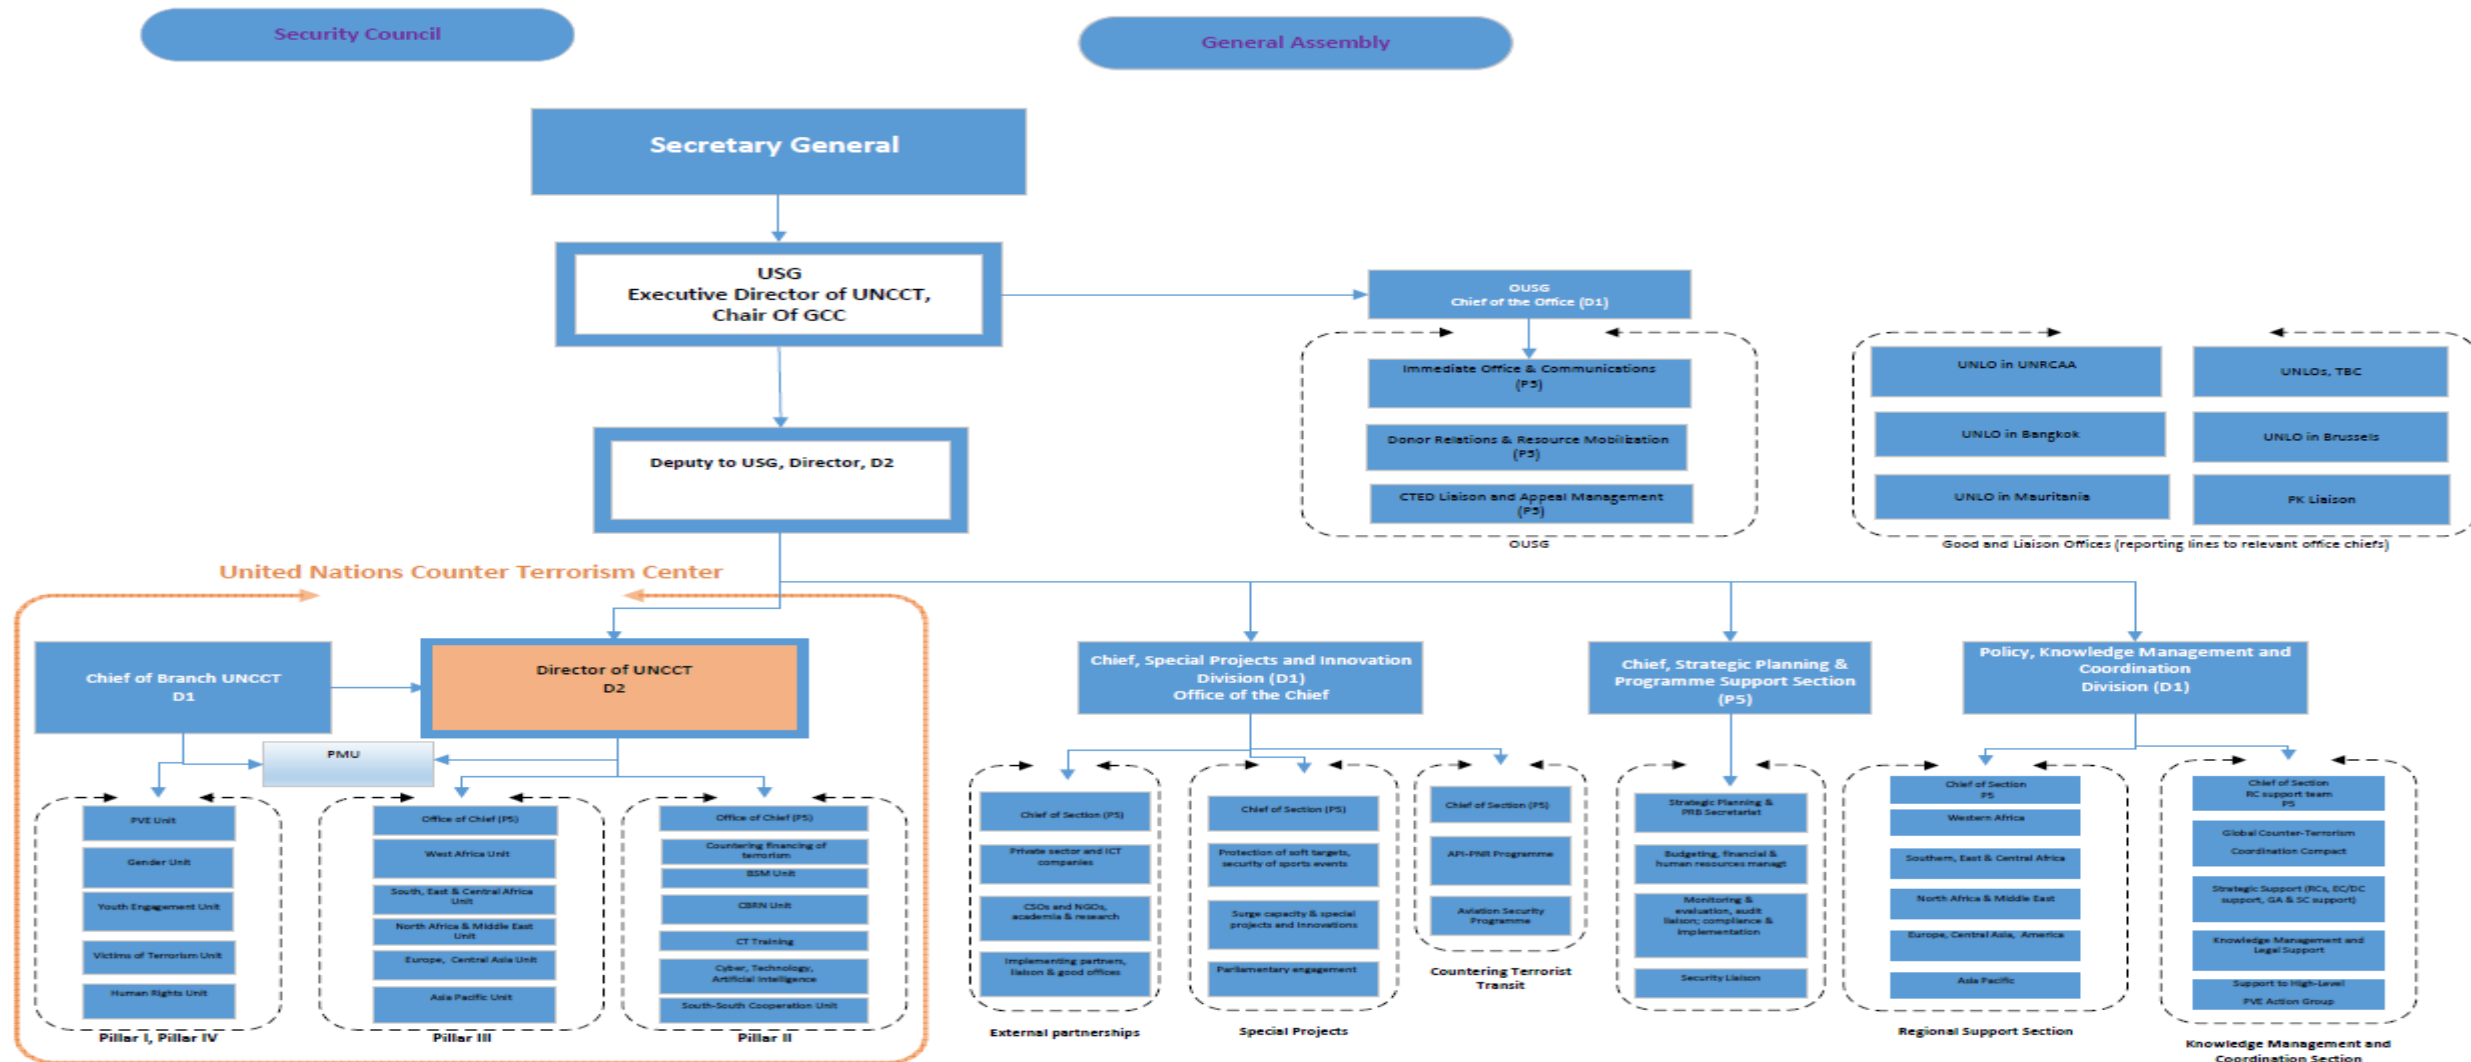 Security Council
General Assembly
Secretary General
USG
Executive Director of UNCCT,
Chair Of GCC
OUSG
Chief of the Office (D1)
Immediate Office & Communications
(P5)
Donor Relations & Resource Mobilization
(P5)
CTED Liaison and Appeal Management
(P5)
OUSG
UNLO in UNRCAA
UNLOs, TBC
UNLO in Bangkok
UNLO in Brussels
UNLO in Mauritania
PK Liaison
Good and Liaison Offices (reporting lines to relevant office chiefs)
Deputy to USG, Director, D2
United Nations Counter Terrorism Center
Chief of Branch UNCCT
D1
Director of UNCCT
D2
PMU
PVE Unit
Gender Unit
Youth Engagement Unit
Victims of Terrorism Unit
Human Rights Unit
Pillar I, Pillar IV
Office of Chief (P5)
West Africa Unit
South, East & Central Africa
Unit
North Africa & Middle East
Unit
Europe, Central Asia Unit
Asia Pacific Unit
Pillar III
Office of Chief (P5)
Countering financing of
terrorism
BSM Unit
CBRN Unit
CT Training
Cyber, Technology,
Artificial Intelligence
South-South Cooperation Unit
Pillar II
Chief, Special Projects and Innovation
Division (D1)
Office of the Chief
Chief of Section (P5)
Private sector and ICT
companies
CSOs and NGOs,
academia & research
Implementing partners,
liaison & good offices
External partnerships
Chief of Section (P5)
Protection of soft targets,
security of sports events
Surge capacity & special
projects and Innovations
Parliamentary engagement
Special Projects
Chief of Section (P5)
API-PNR Programme
Aviation Security
Programme
Countering Terrorist
Transit
Chief, Strategic Planning &
Programme Support Section
(P5)
Strategic Planning &
PRB Secretariat
Budgeting, financial &
human resources managt
Monitoring &
evaluation, audit
liaison; compliance &
implementation
Security Liaison
Policy, Knowledge Management and
Coordination
Division (D1)
Chief of Section
P5
Western Africa
Southern, East & Central Africa
North Africa & Middle East
Europe, Central Asia, America
Asia Pacific
Regional Support Section
Chief of Section
RC support team
P5
Global Counter-Terrorism
Coordination Compact
Strategic Support (RCs, EC/DC
support, GA & SC support)
Knowledge Management and
Legal Support
Support to High-Level
PVE Action Group
Knowledge Management and
Coordination Section